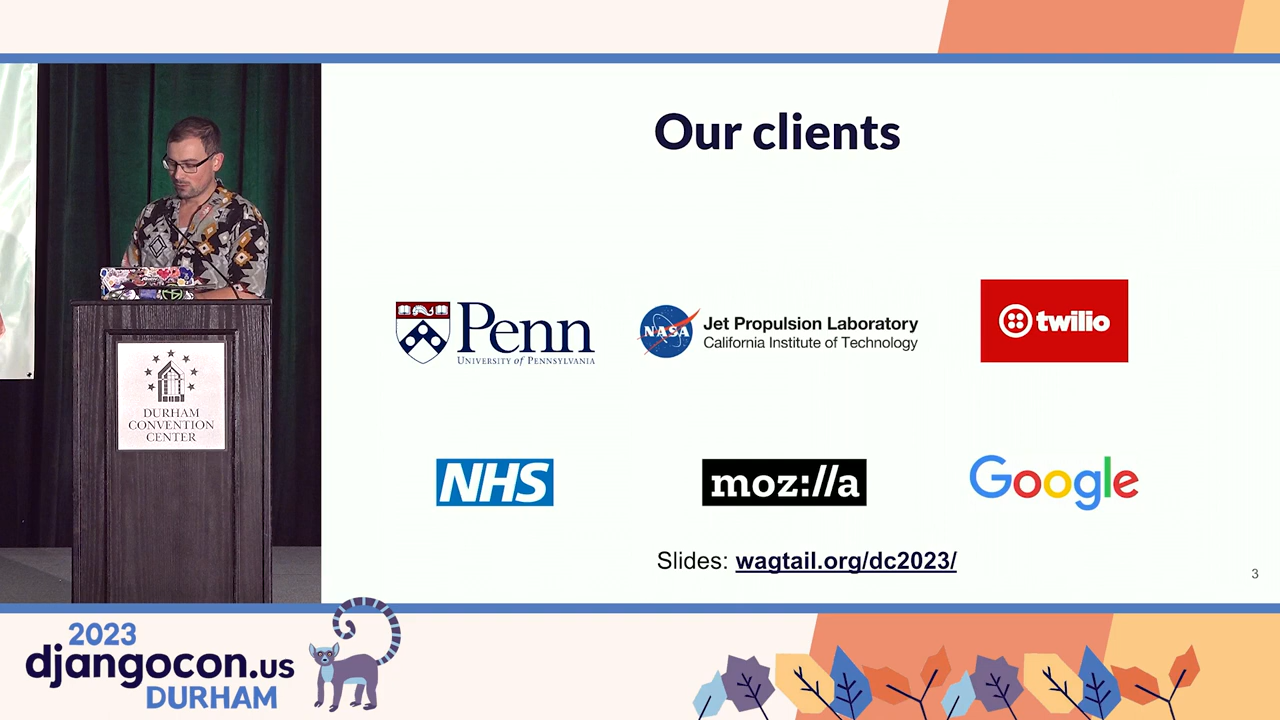 Our clients
Penn
UNIVERSITY of PENNSYLVANIA
NASA
Jet Propulsion Laboratory
California Institute of Technology
twilio
NHS
moz://a
Google
Slides: wagtail.org/dc2023/
3
DURHAM
CONVENTION
CENTER
2023
djangocon.us
DURHAM